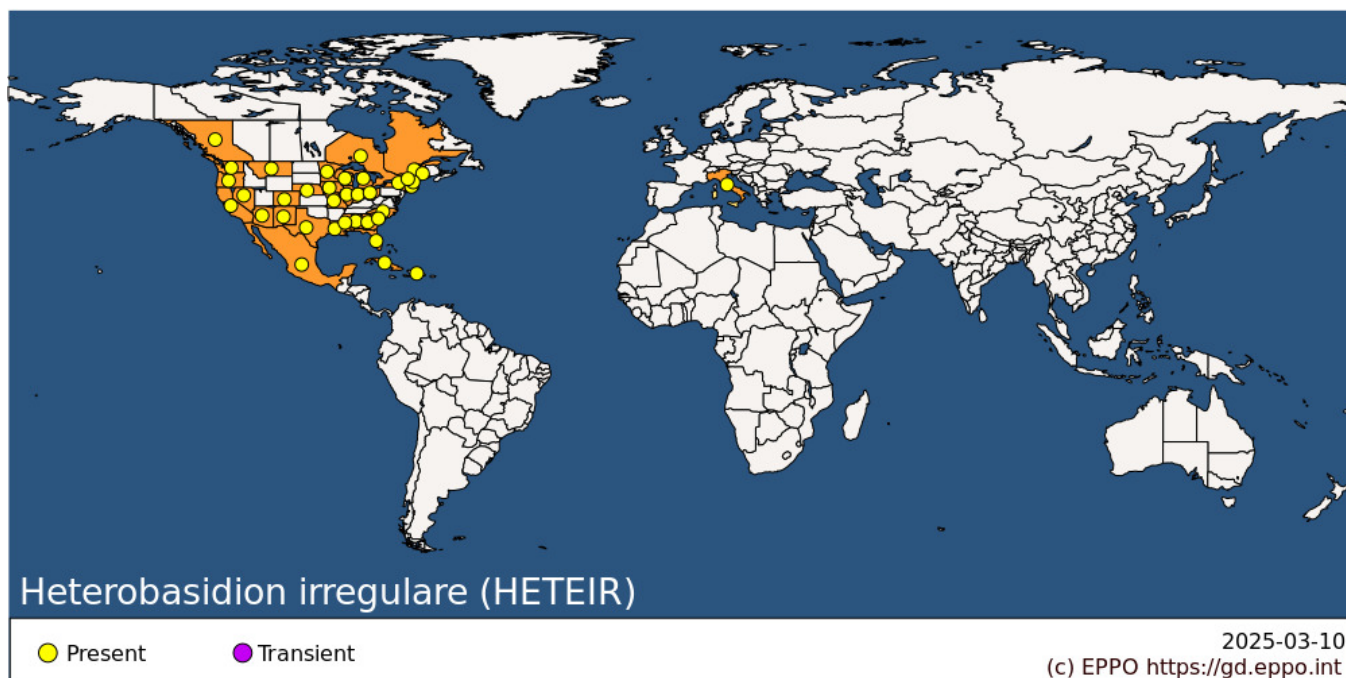 Heterobasidion irregulare (HETEIR)
Present
Transient
2025-03-10
(c) EPPO https://gd.eppo.int